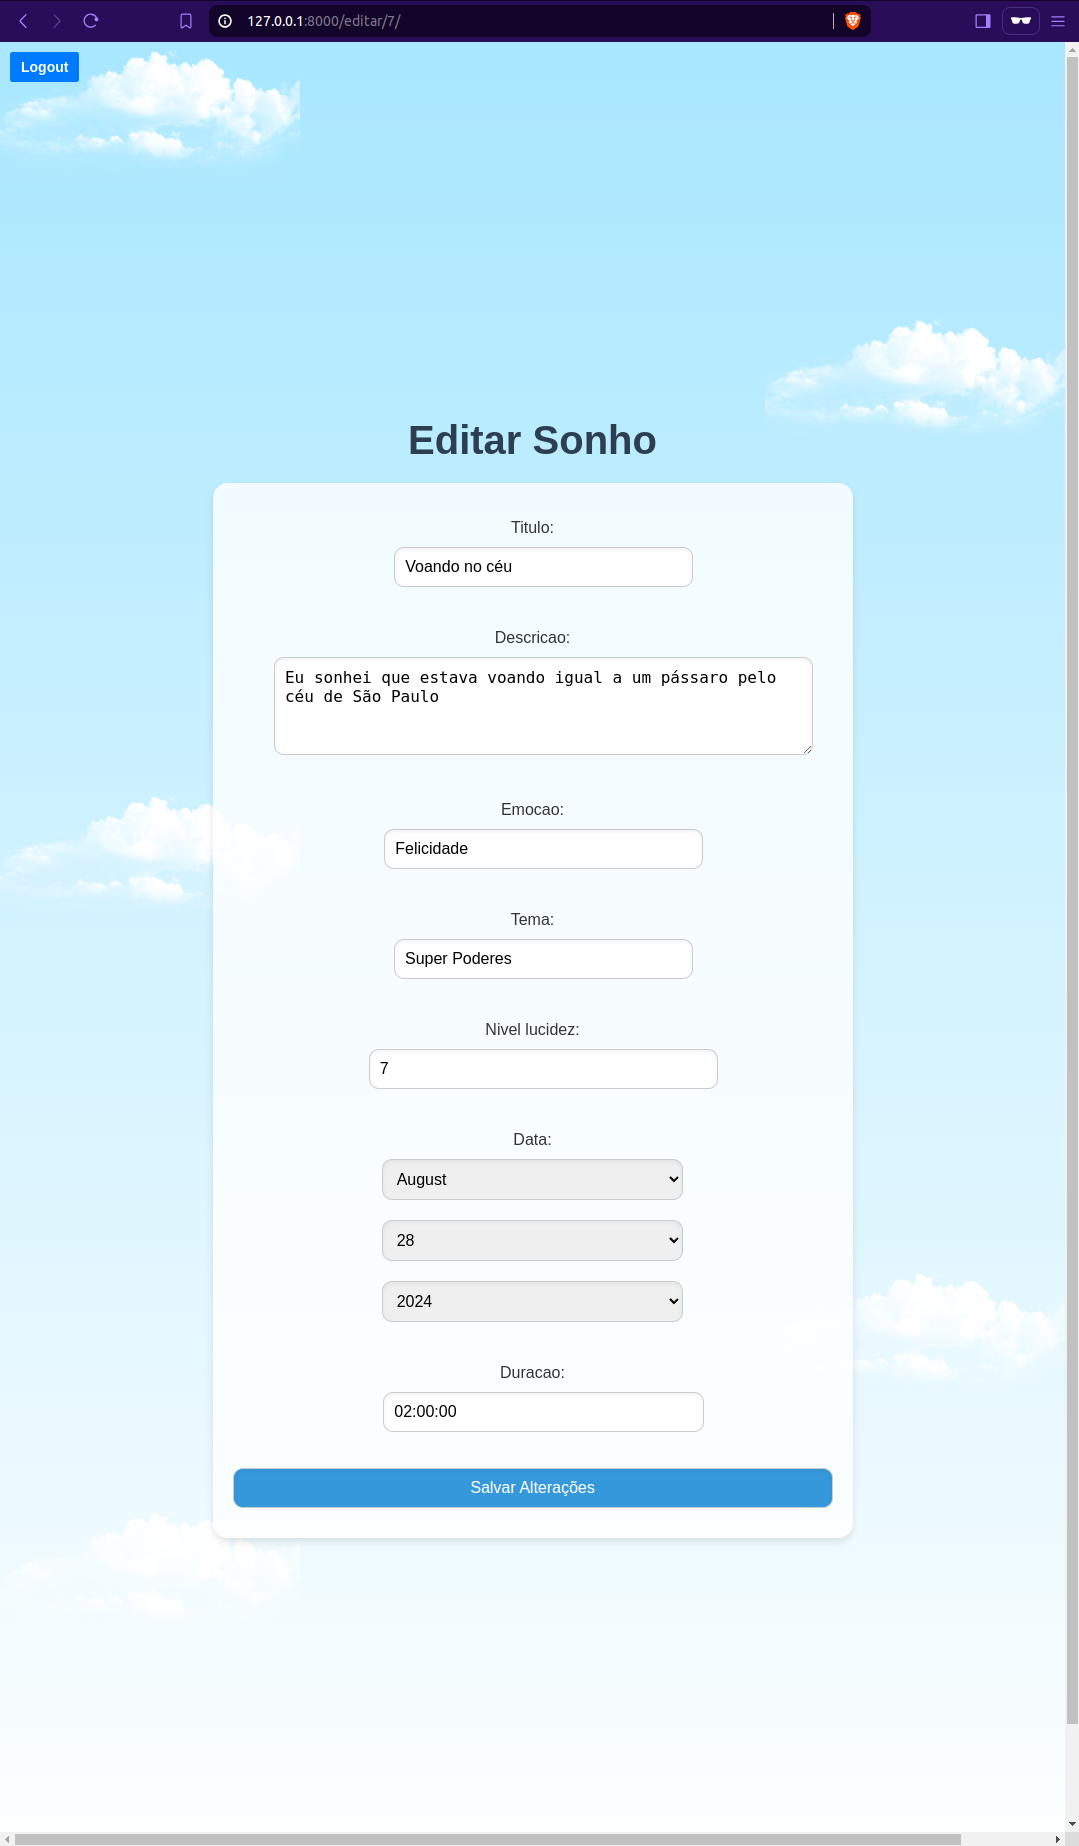 127.0.0.1:8000/editar/7/
Logout
Editar Sonho
Titulo:
Voando no céu
Descricao:
Eu sonhei que estava voando igual a um pássaro pelo
céu de São Paulo
Emocao:
Felicidade
Tema:
Super Poderes
Nivel lucidez:
7
Data:
August
28
2024
Duracao:
02:00:00
Salvar Alterações